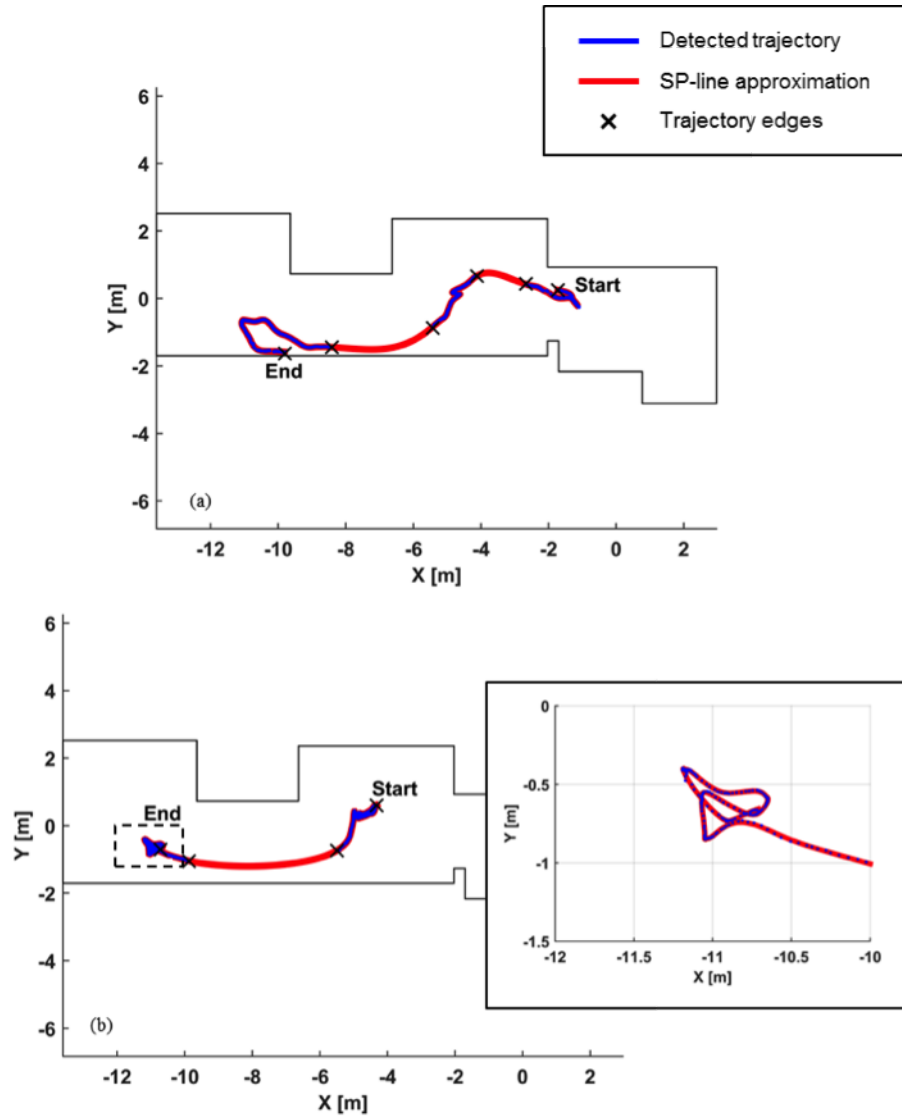 Detected trajectory
SP-line approximation
Trajectory edges
6
4
2
0
-2
-4
-6
Y [m]
Start
End
(a)
-12 -10 -8 -6 -4 -2 0 2
X [m]
6
4
2
0
-2
-4
-6
Y [m]
Start
End
(b)
-12 -10 -8 -6 -4 -2 0 2
X [m]
0
-0.5
-1
-1.5
Y [m]
-12 -11.5 -11 -10.5 -10
X [m]